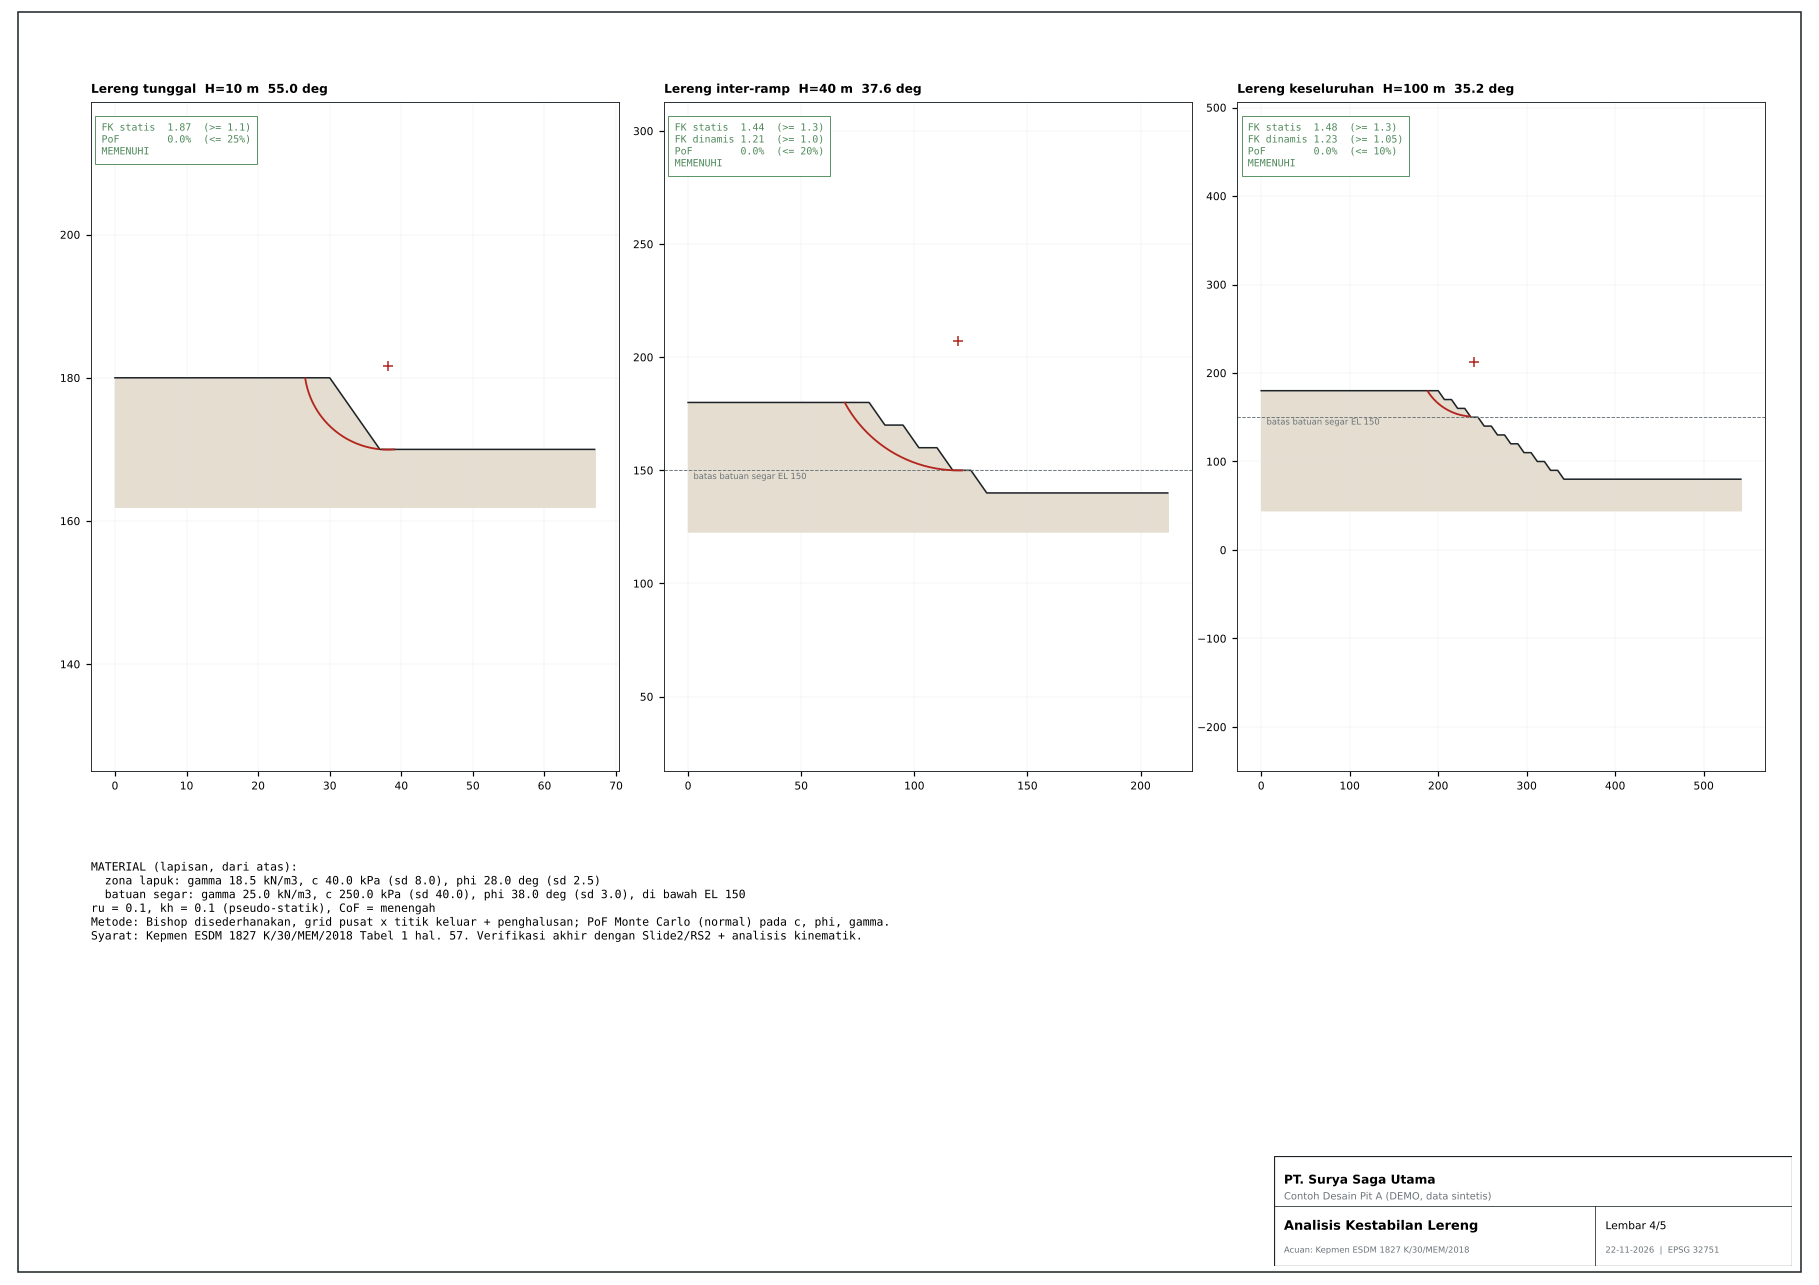 Lereng tunggal  H=10 m  55.0 deg
FK statis  1.87  (>= 1.1)
PoF        0.0%  (<= 25%)
MEMENUHI
200
180
160
140
0 10 20 30 40 50 60 70
Lereng inter-ramp  H=40 m  37.6 deg
FK statis  1.44  (>= 1.3)
FK dinamis 1.21  (>= 1.0)
PoF        0.0%  (<= 20%)
MEMENUHI
300
250
200
150
100
50
batas batuan segar EL 150
0 50 100 150 200
Lereng keseluruhan  H=100 m  35.2 deg
FK statis  1.48  (>= 1.3)
FK dinamis 1.23  (>= 1.05)
PoF        0.0%  (<= 10%)
MEMENUHI
500
400
300
200
100
0
−100
−200
batas batuan segar EL 150
0 100 200 300 400 500
MATERIAL (lapisan, dari atas):
zona lapuk: gamma 18.5 kN/m3, c 40.0 kPa (sd 8.0), phi 28.0 deg (sd 2.5)
batuan segar: gamma 25.0 kN/m3, c 250.0 kPa (sd 40.0), phi 38.0 deg (sd 3.0), di bawah EL 150
ru = 0.1, kh = 0.1 (pseudo-statik), CoF = menengah
Metode: Bishop disederhanakan, grid pusat x titik keluar + penghalusan; PoF Monte Carlo (normal) pada c, phi, gamma.
Syarat: Kepmen ESDM 1827 K/30/MEM/2018 Tabel 1 hal. 57. Verifikasi akhir dengan Slide2/RS2 + analisis kinematik.
PT. Surya Saga Utama
Contoh Desain Pit A (DEMO, data sintetis)
Analisis Kestabilan Lereng
Lembar 4/5
Acuan: Kepmen ESDM 1827 K/30/MEM/2018
22-11-2026  |  EPSG 32751